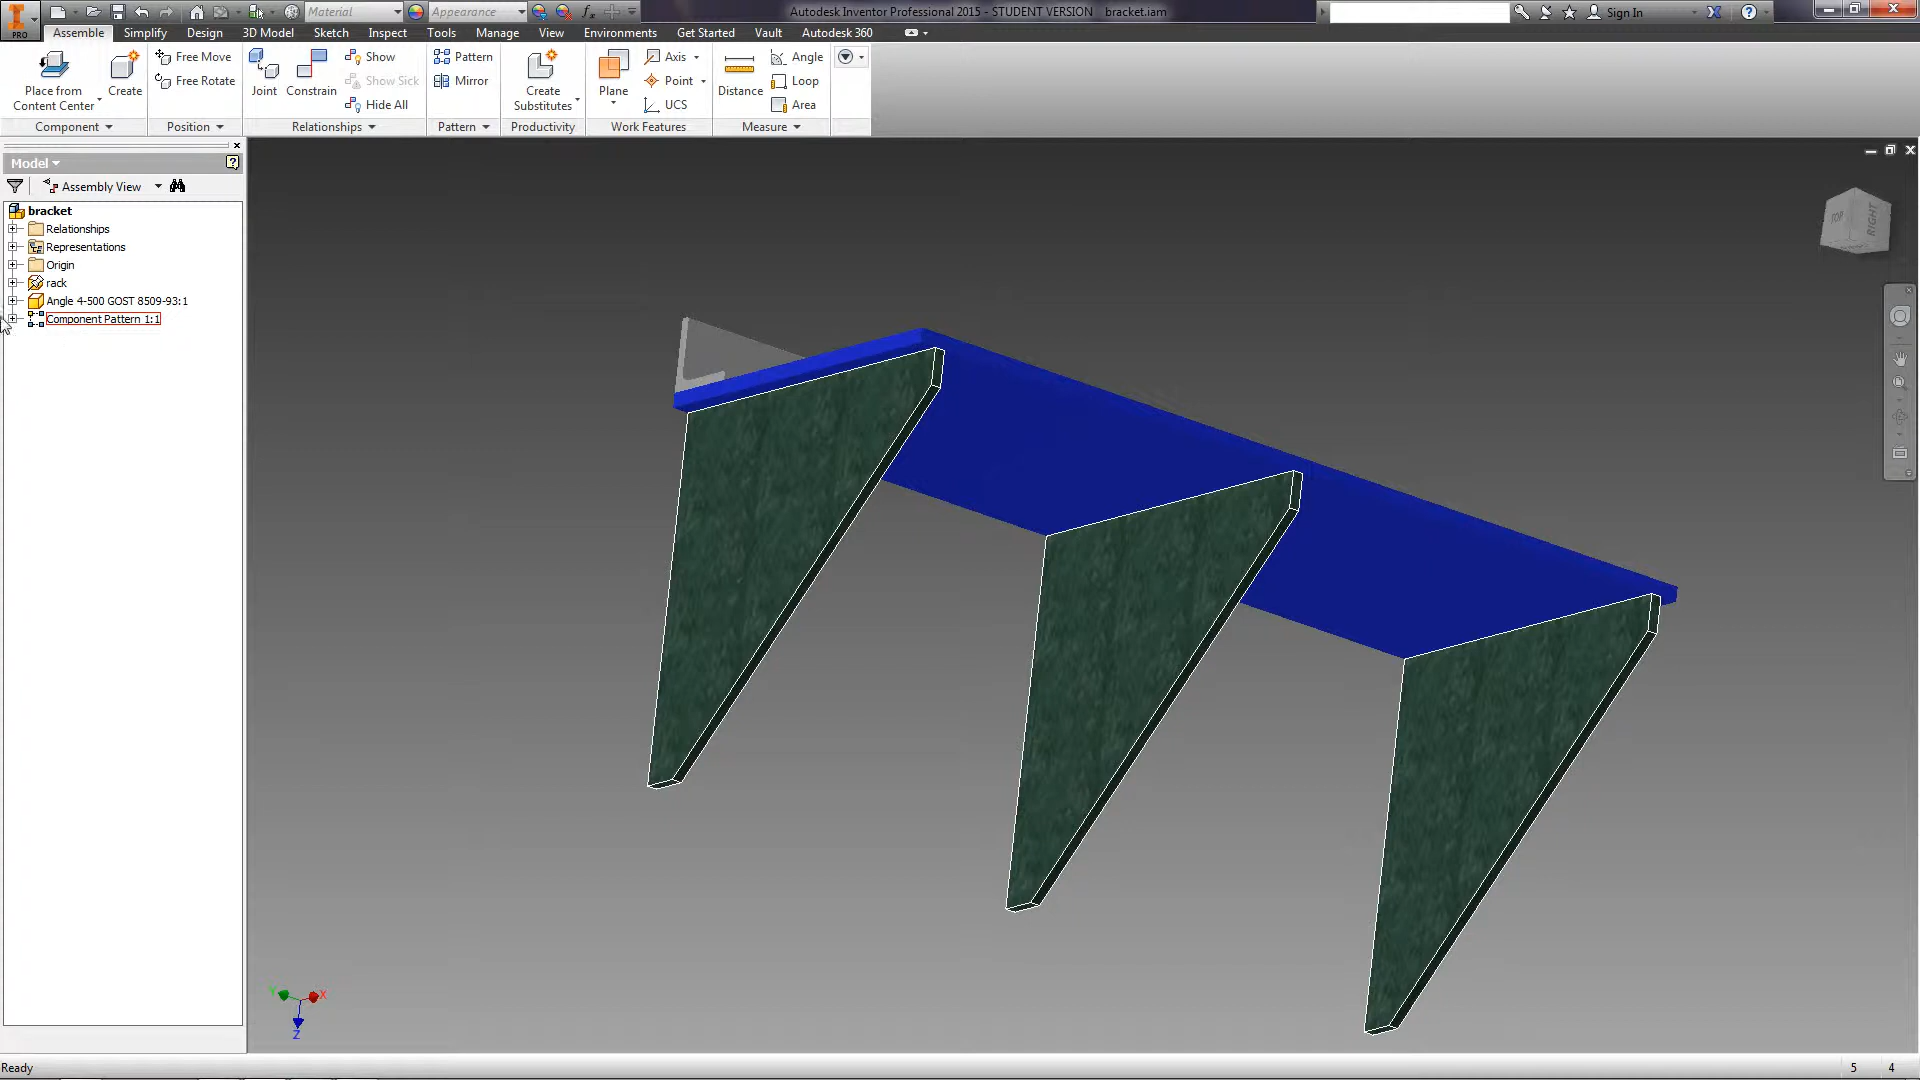 Material
Appearance
Autodesk Inventor Professional 2015 - STUDENT VERSION bracket.iam
Sign In
PRO
Assemble Simplify Design 3D Model Sketch Inspect Tools Manage View Environments Get Started Vault Autodesk 360
Place from Content Center
Create
Free Move
Free Rotate
Joint
Constrain
Show
Show Sick
Hide All
Pattern
Mirror
Create Substitutes
Plane
Axis
Point
UCS
Distance
Angle
Loop
Area
Component Position Relationships Pattern Productivity Work Features Measure
Model
Assembly View
bracket
Relationships
Representations
Origin
rack
Angle 4-500 GOST 8509-93:1
Component Pattern 1:1
TOP
RIGHT
Y
X
Z
Ready
5 4